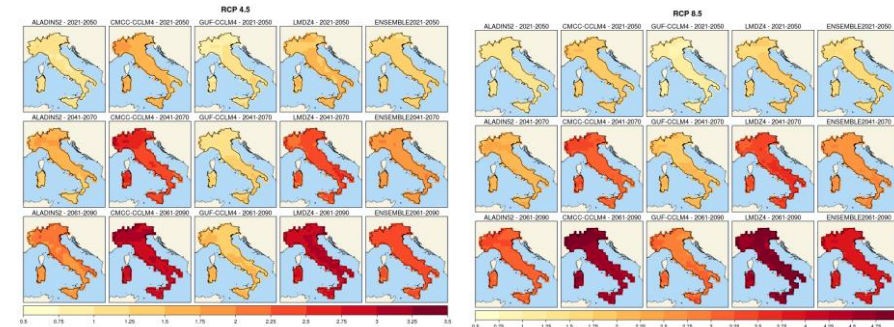 RCP 4.5
ALADIN52 - 2021-2050 CMCC-CCLM4 - 2021-2050 GUF-CCLM4 - 2021-2050 LMDZ4 - 2021-2050 ENSEMBLE2021-2050
ALADIN52 - 2041-2070 CMCC-CCLM4 - 2041-2070 GUF-CCLM4 - 2041-2070 LMDZ4 - 2041-2070 ENSEMBLE2041-2070
ALADIN52 - 2061-2090 CMCC-CCLM4 - 2061-2090 GUF-CCLM4 - 2061-2090 LMDZ4 - 2061-2090 ENSEMBLE2061-2090
0.5 0.75 1 1.25 1.5 1.75 2 2.25 2.5 2.75 3 3.25 3.5
RCP 8.5
ALADIN52 - 2021-2050 CMCC-CCLM4 - 2021-2050 GUF-CCLM4 - 2021-2050 LMDZ4 - 2021-2050 ENSEMBLE2021-2050
ALADIN52 - 2041-2070 CMCC-CCLM4 - 2041-2070 GUF-CCLM4 - 2041-2070 LMDZ4 - 2041-2070 ENSEMBLE2041-2070
ALADIN52 - 2061-2090 CMCC-CCLM4 - 2061-2090 GUF-CCLM4 - 2061-2090 LMDZ4 - 2061-2090 ENSEMBLE2061-2090